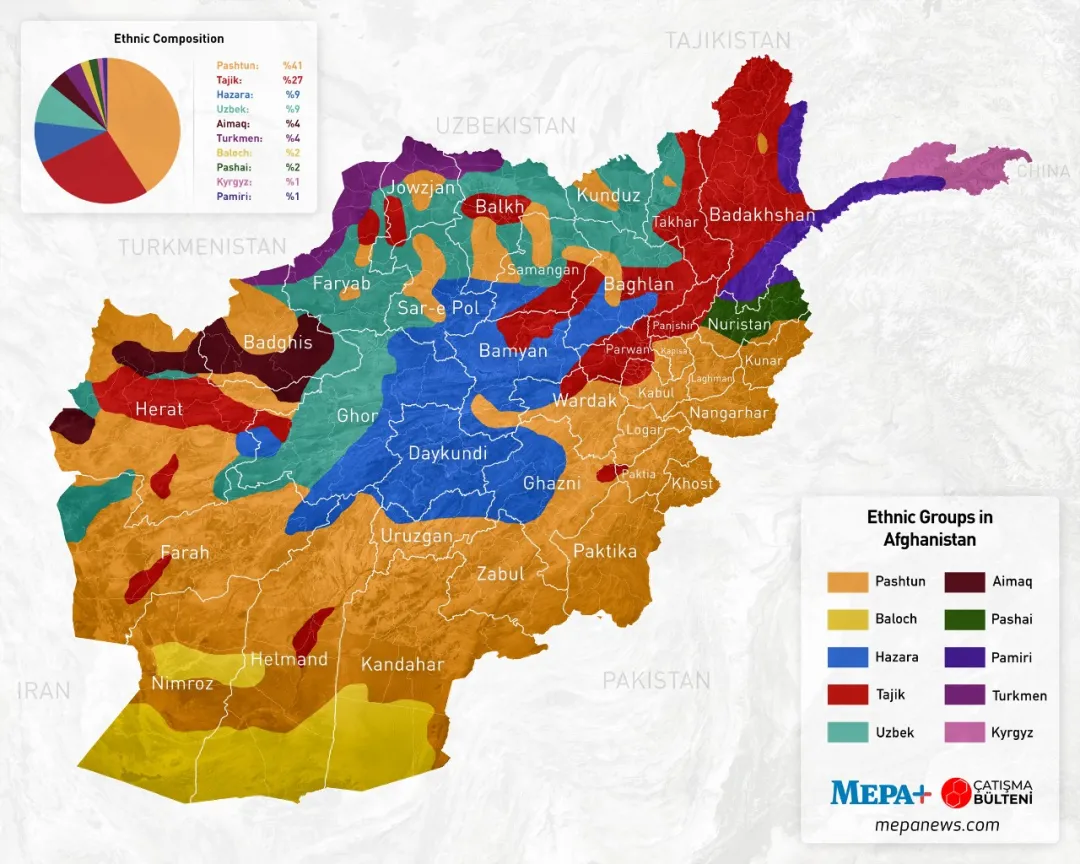 Ethnic Composition
Pashtun: %41
Tajik: %27
Hazara: %9
Uzbek: %9
Aimaq: %4
Turkmen: %4
Baloch: %2
Pashai: %2
Kyrgyz: %1
Pamiri: %1
TAJIKISTAN
UZBEKISTAN
CHINA
TURKMENISTAN
Jowzjan
Balkh
Kunduz
Takhar
Badakhshan
Faryab
Samangan
Baghlan
Sar-e Pol
Badghis
Bamyan
Panjshir
Nuristan
Parwan
Kapisa
Kunar
Laghman
Herat
Ghor
Wardak
Kabul
Nangarhar
Logar
Daykundi
Ghazni
Paktia
Khost
Farah
Uruzgan
Zabul
Paktika
Helmand
Kandahar
Nimroz
IRAN
PAKISTAN
Ethnic Groups in
Afghanistan
Pashtun
Aimaq
Baloch
Pashai
Hazara
Pamiri
Tajik
Turkmen
Uzbek
Kyrgyz
MEPA+
ÇATIŞMA
BÜLTENİ
mepanews.com